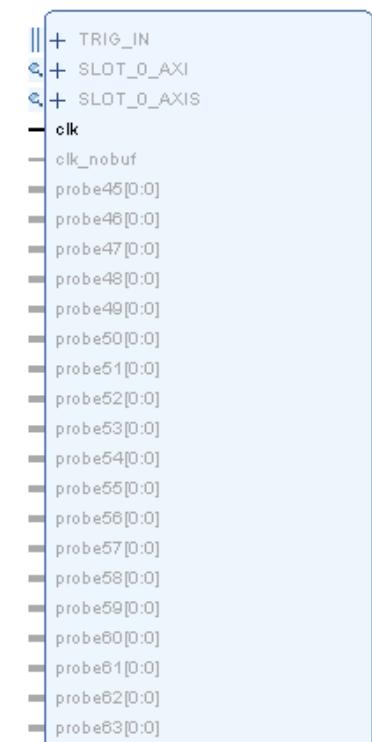 + TRIG_IN
+ SLOT_0_AXI
+ SLOT_0_AXIS
clk
clk_nobuf
probe45[0:0]
probe46[0:0]
probe47[0:0]
probe48[0:0]
probe49[0:0]
probe50[0:0]
probe51[0:0]
probe52[0:0]
probe53[0:0]
probe54[0:0]
probe55[0:0]
probe56[0:0]
probe57[0:0]
probe58[0:0]
probe59[0:0]
probe60[0:0]
probe61[0:0]
probe62[0:0]
probe63[0:0]